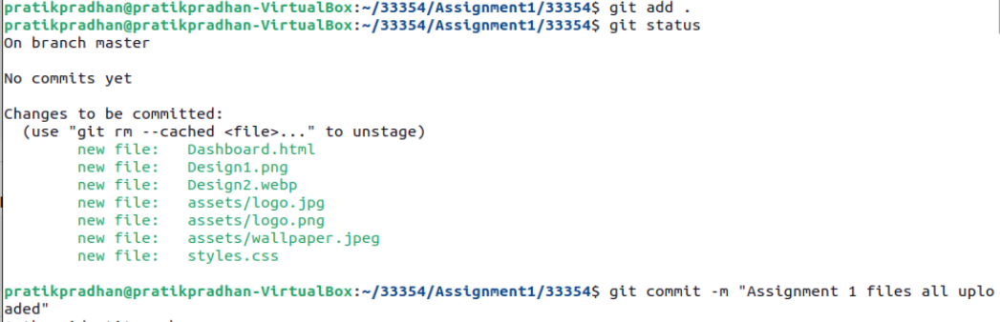 pratikpradhan@pratikpradhan-VirtualBox:~/33354/Assignment1/33354$ git add .
pratikpradhan@pratikpradhan-VirtualBox:~/33354/Assignment1/33354$ git status
On branch master
No commits yet
Changes to be committed:
(use "git rm --cached <file>..." to unstage)
new file: Dashboard.html
new file: Design1.png
new file: Design2.webp
new file: assets/logo.jpg
new file: assets/logo.png
new file: assets/wallpaper.jpeg
new file: styles.css
pratikpradhan@pratikpradhan-VirtualBox:~/33354/Assignment1/33354$ git commit -m "Assignment 1 files all uplo
aded"